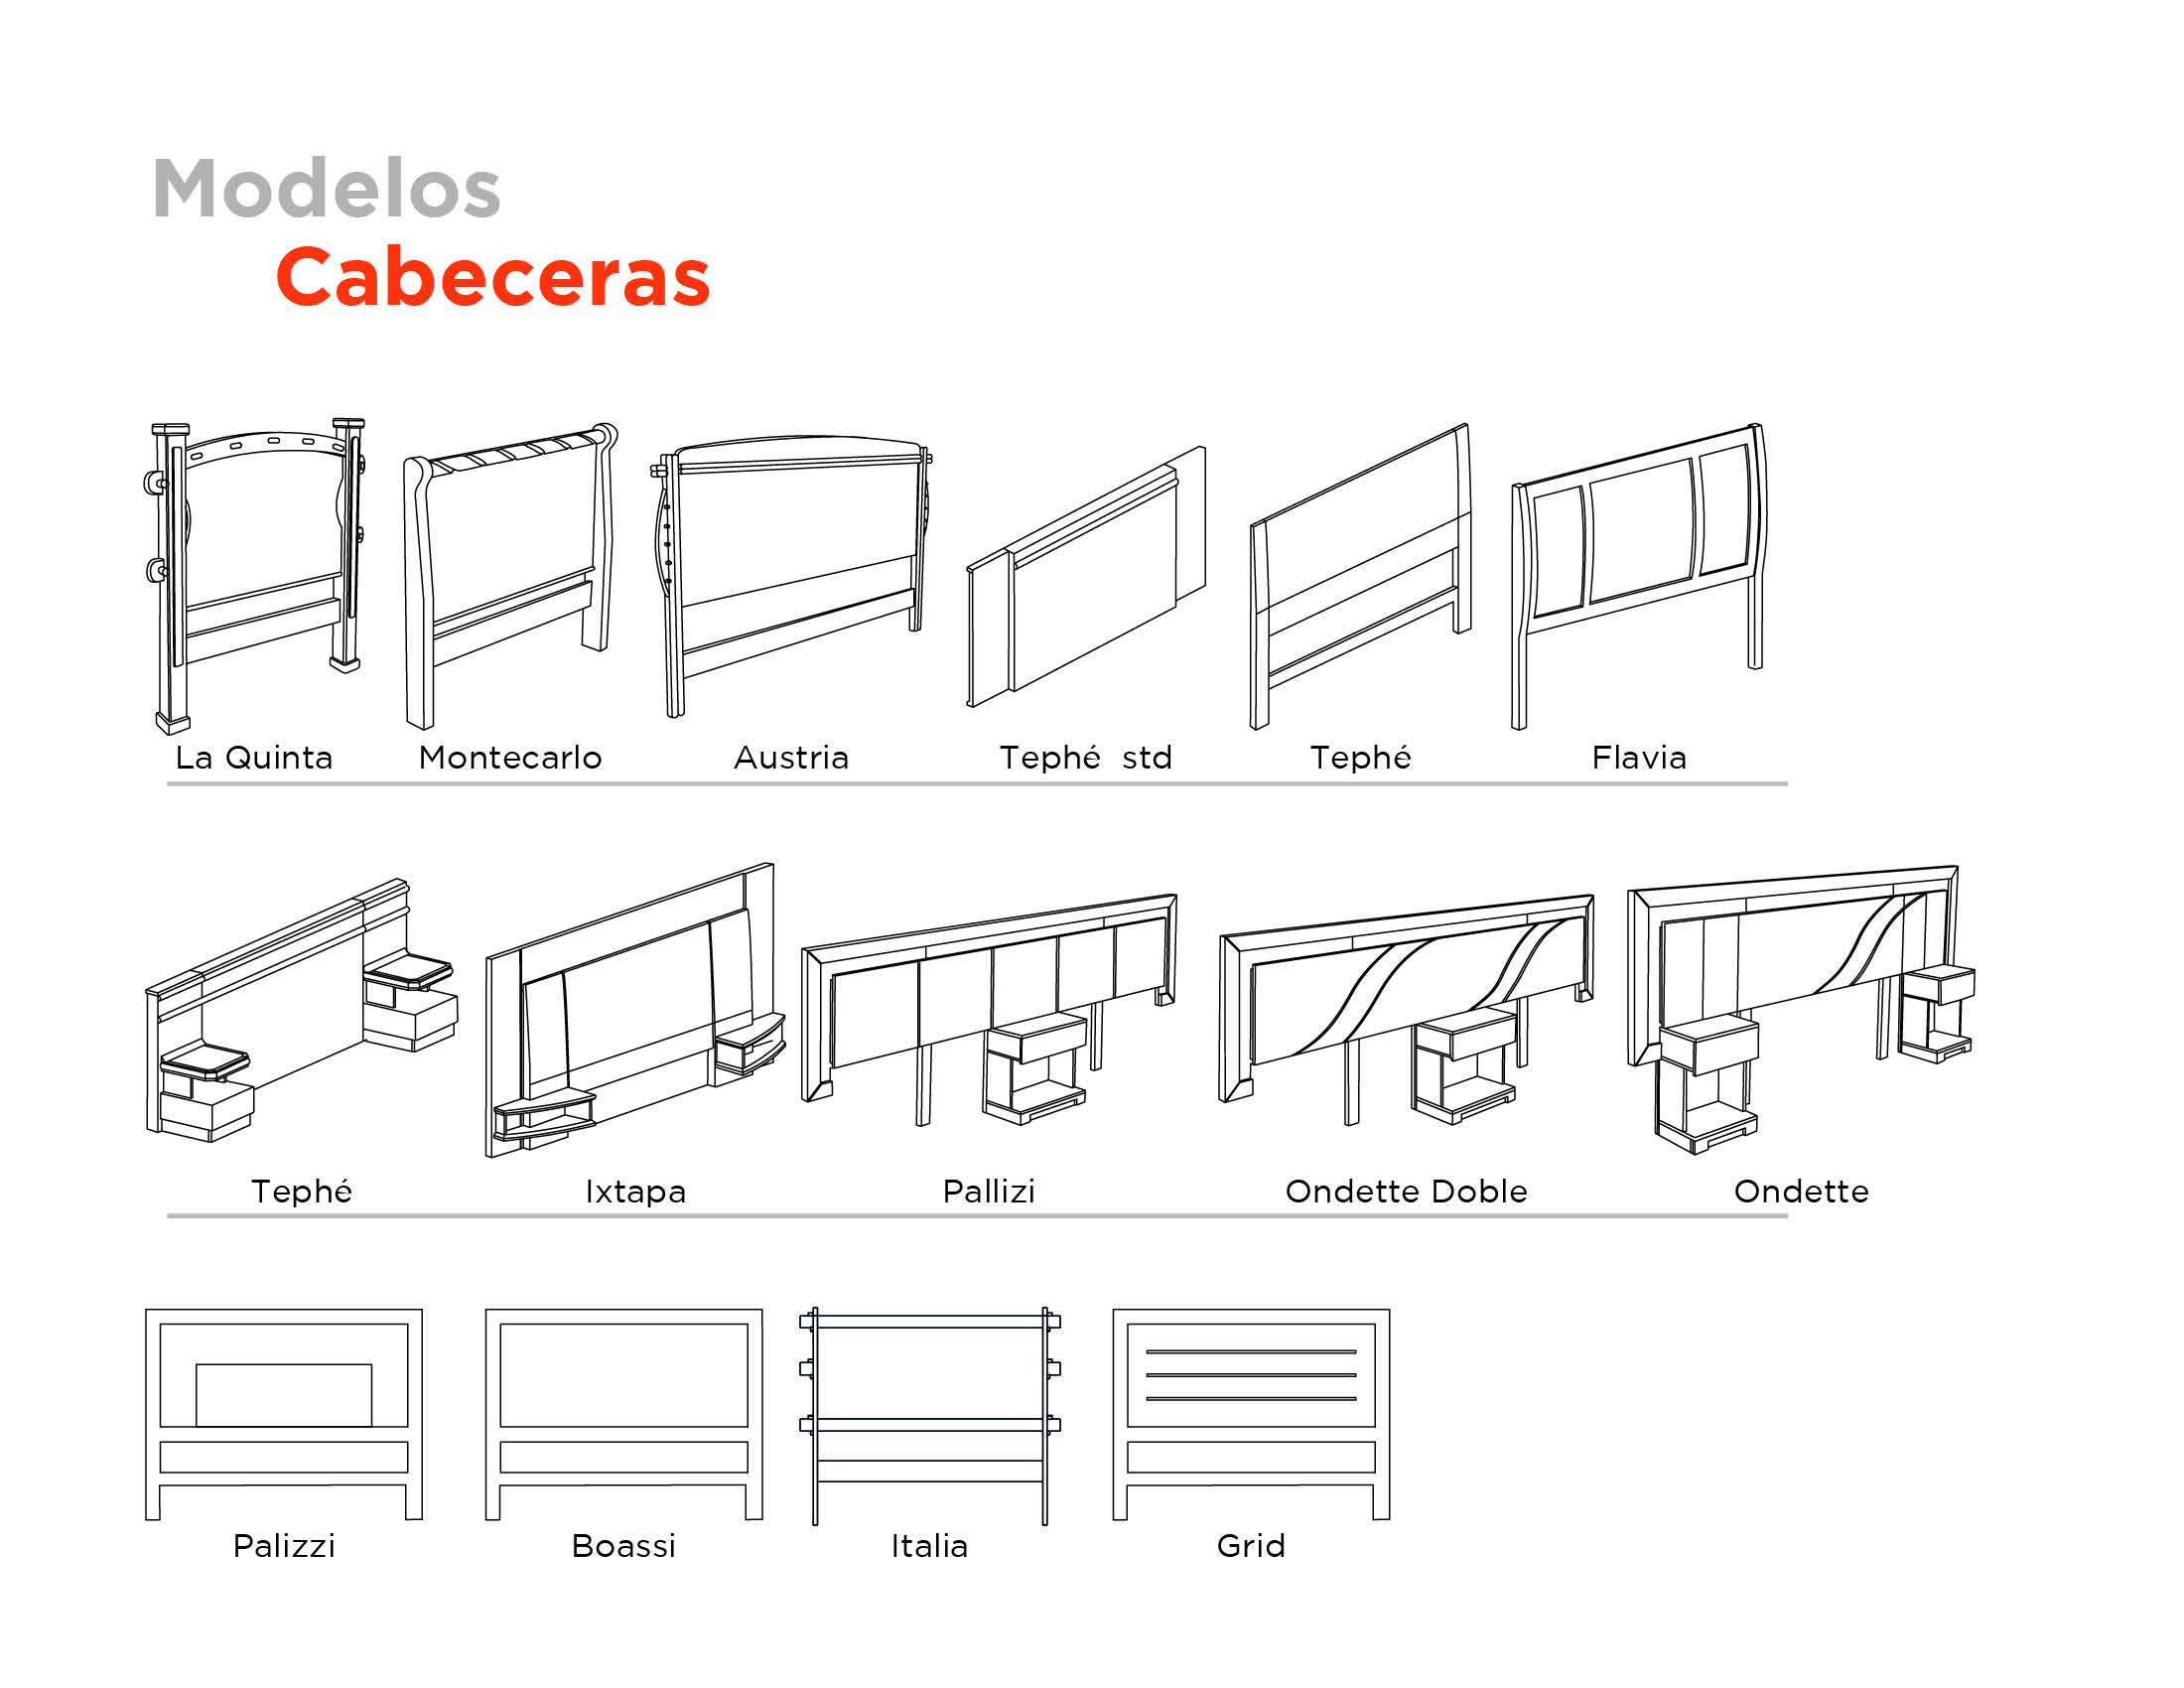 Modelos
Cabeceras
La Quinta Montecarlo Austria Tephé std Tephé Flavia
Tephé Ixtapa Pallizi Ondette Doble Ondette
Palizzi Boassi Italia Grid